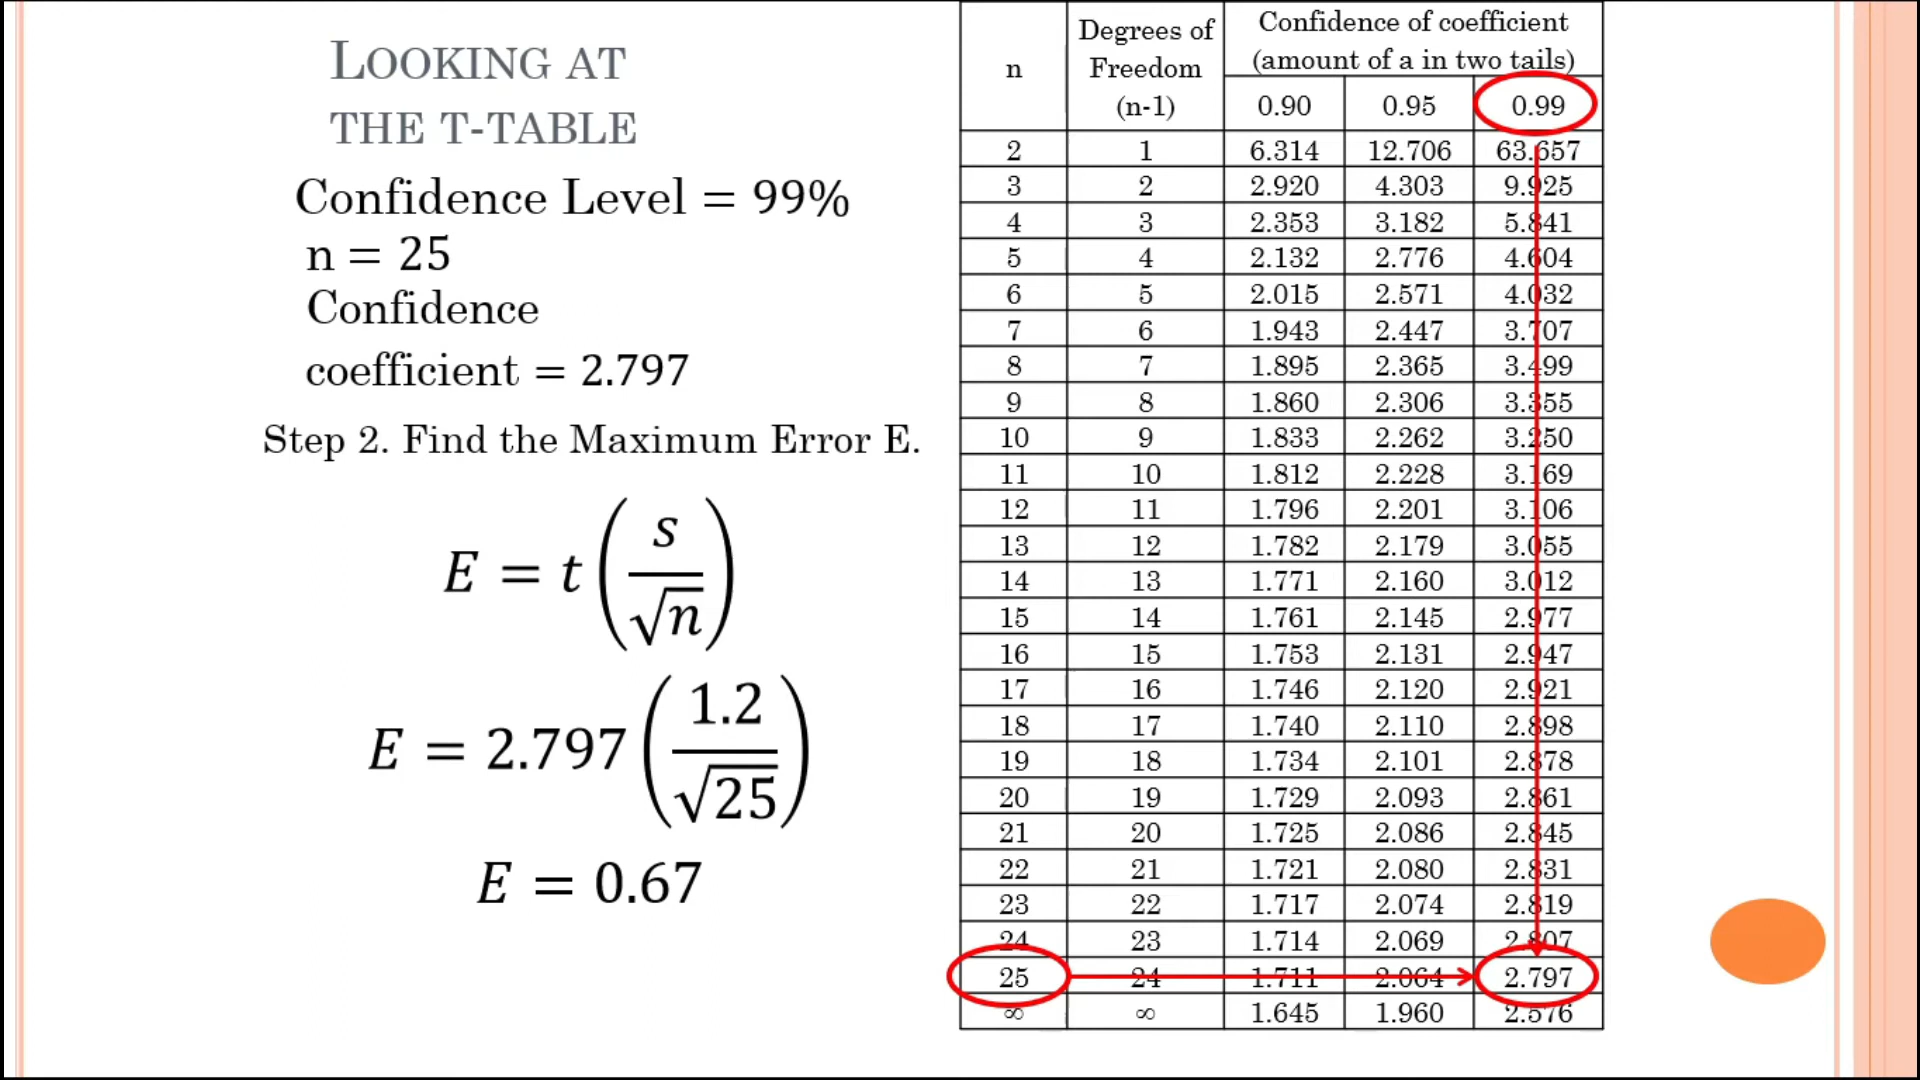 LOOKING AT
THE T-TABLE
Confidence Level = 99%
n = 25
Confidence
coefficient = 2.797
Step 2. Find the Maximum Error E.
E = t(s/√n)
E = 2.797(1.2/√25)
E = 0.67
n Degrees of Freedom (n-1) Confidence of coefficient (amount of a in two tails)
0.90 0.95 0.99
2 1 6.314 12.706 63.657
3 2 2.920 4.303 9.925
4 3 2.353 3.182 5.841
5 4 2.132 2.776 4.604
6 5 2.015 2.571 4.032
7 6 1.943 2.447 3.707
8 7 1.895 2.365 3.499
9 8 1.860 2.306 3.355
10 9 1.833 2.262 3.250
11 10 1.812 2.228 3.169
12 11 1.796 2.201 3.106
13 12 1.782 2.179 3.055
14 13 1.771 2.160 3.012
15 14 1.761 2.145 2.977
16 15 1.753 2.131 2.947
17 16 1.746 2.120 2.921
18 17 1.740 2.110 2.898
19 18 1.734 2.101 2.878
20 19 1.729 2.093 2.861
21 20 1.725 2.086 2.845
22 21 1.721 2.080 2.831
23 22 1.717 2.074 2.819
24 23 1.714 2.069 2.807
25 24 1.711 2.064 2.797
∞ ∞ 1.645 1.960 2.576